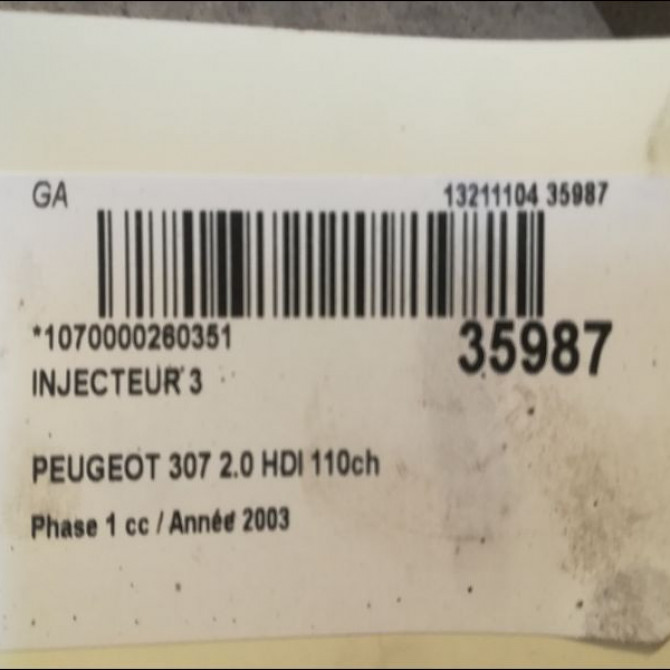 GA
13211104 35987
*1070000260351
35987
INJECTEUR 3
PEUGEOT 307 2.0 HDI 110ch
Phase 1 cc / Année 2003